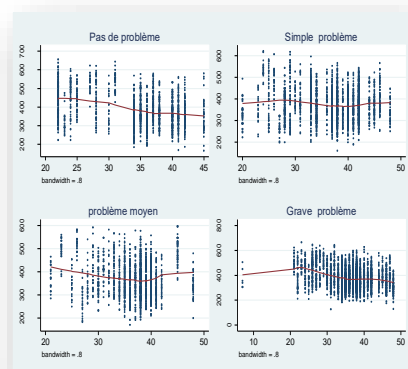 Pas de problème
700
600
500
400
300
200
20 25 30 35 40 45
bandwidth = .8
Simple problème
600
500
400
300
200
20 30 40 50
bandwidth = .8
problème moyen
600
500
400
300
200
20 30 40 50
bandwidth = .8
Grave problème
800
600
400
200
0
10 20 30 40 50
bandwidth = .8